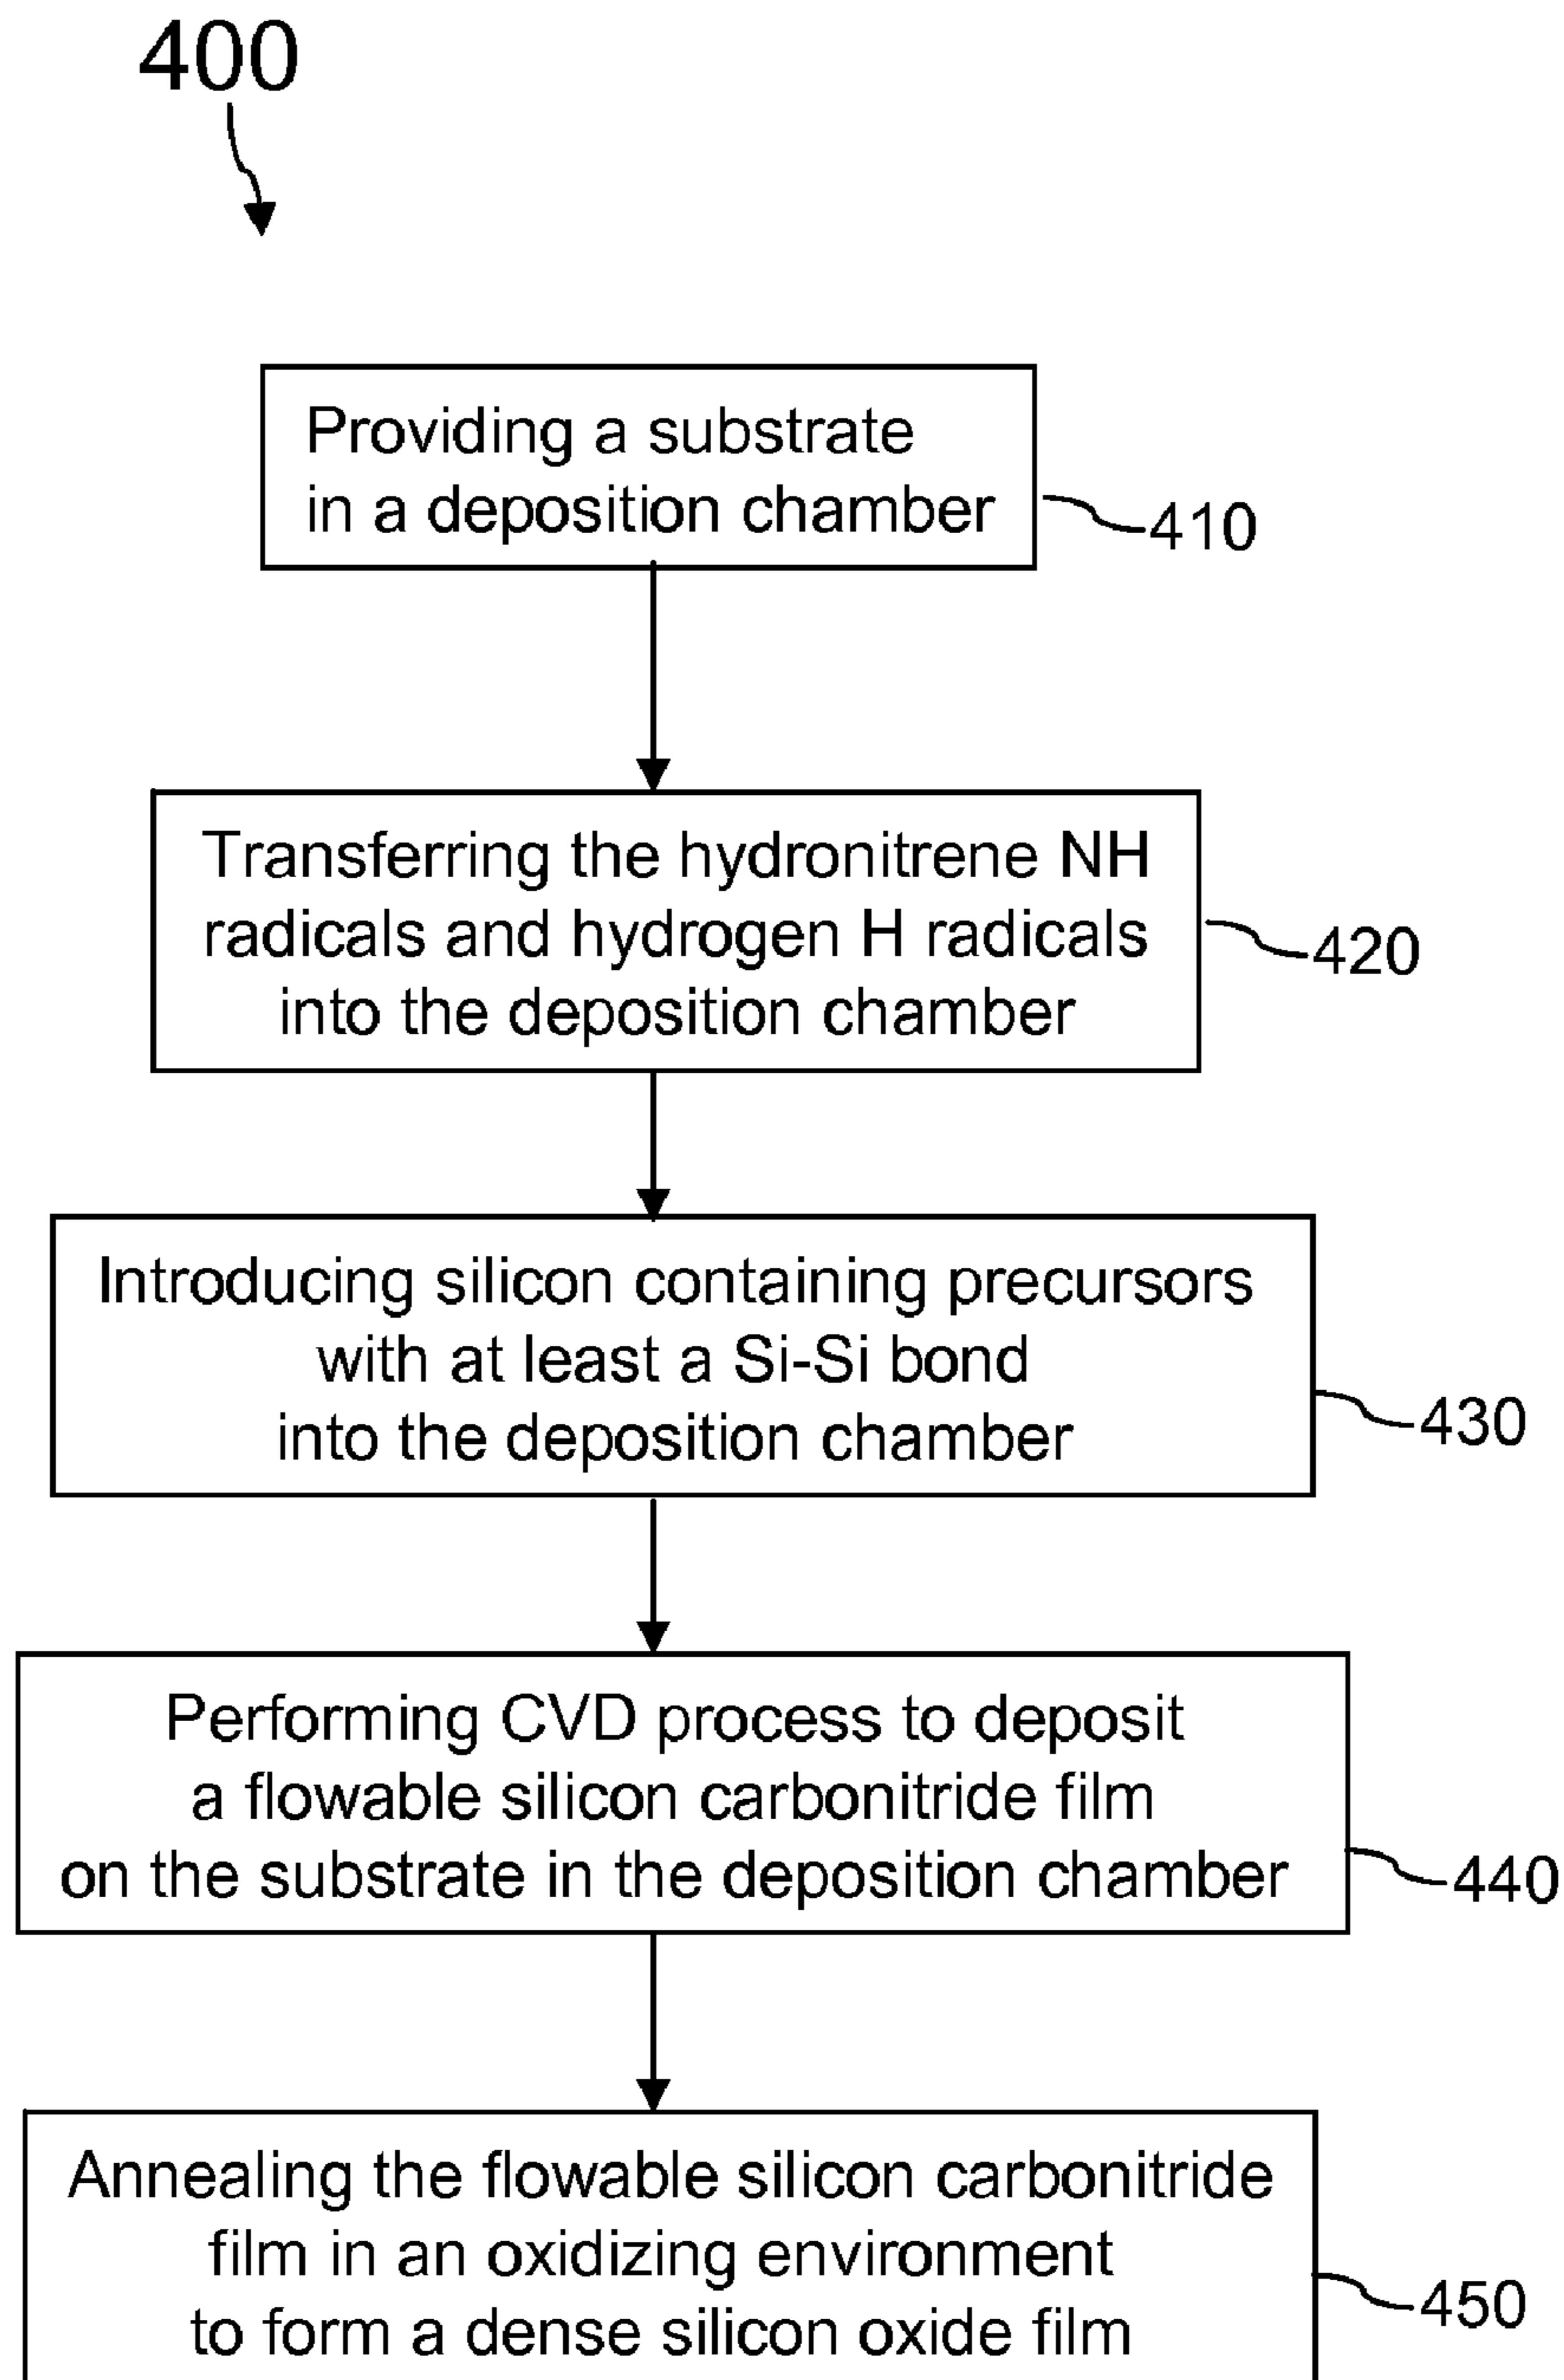 400
Providing a substrate
in a deposition chamber
410
Transferring the hydronitrene NH
radicals and hydrogen H radicals
into the deposition chamber
420
Introducing silicon containing precursors
with at least a Si-Si bond
into the deposition chamber
430
Performing CVD process to deposit
a flowable silicon carbonitride film
on the substrate in the deposition chamber
440
Annealing the flowable silicon carbonitride
film in an oxidizing environment
to form a dense silicon oxide film
450